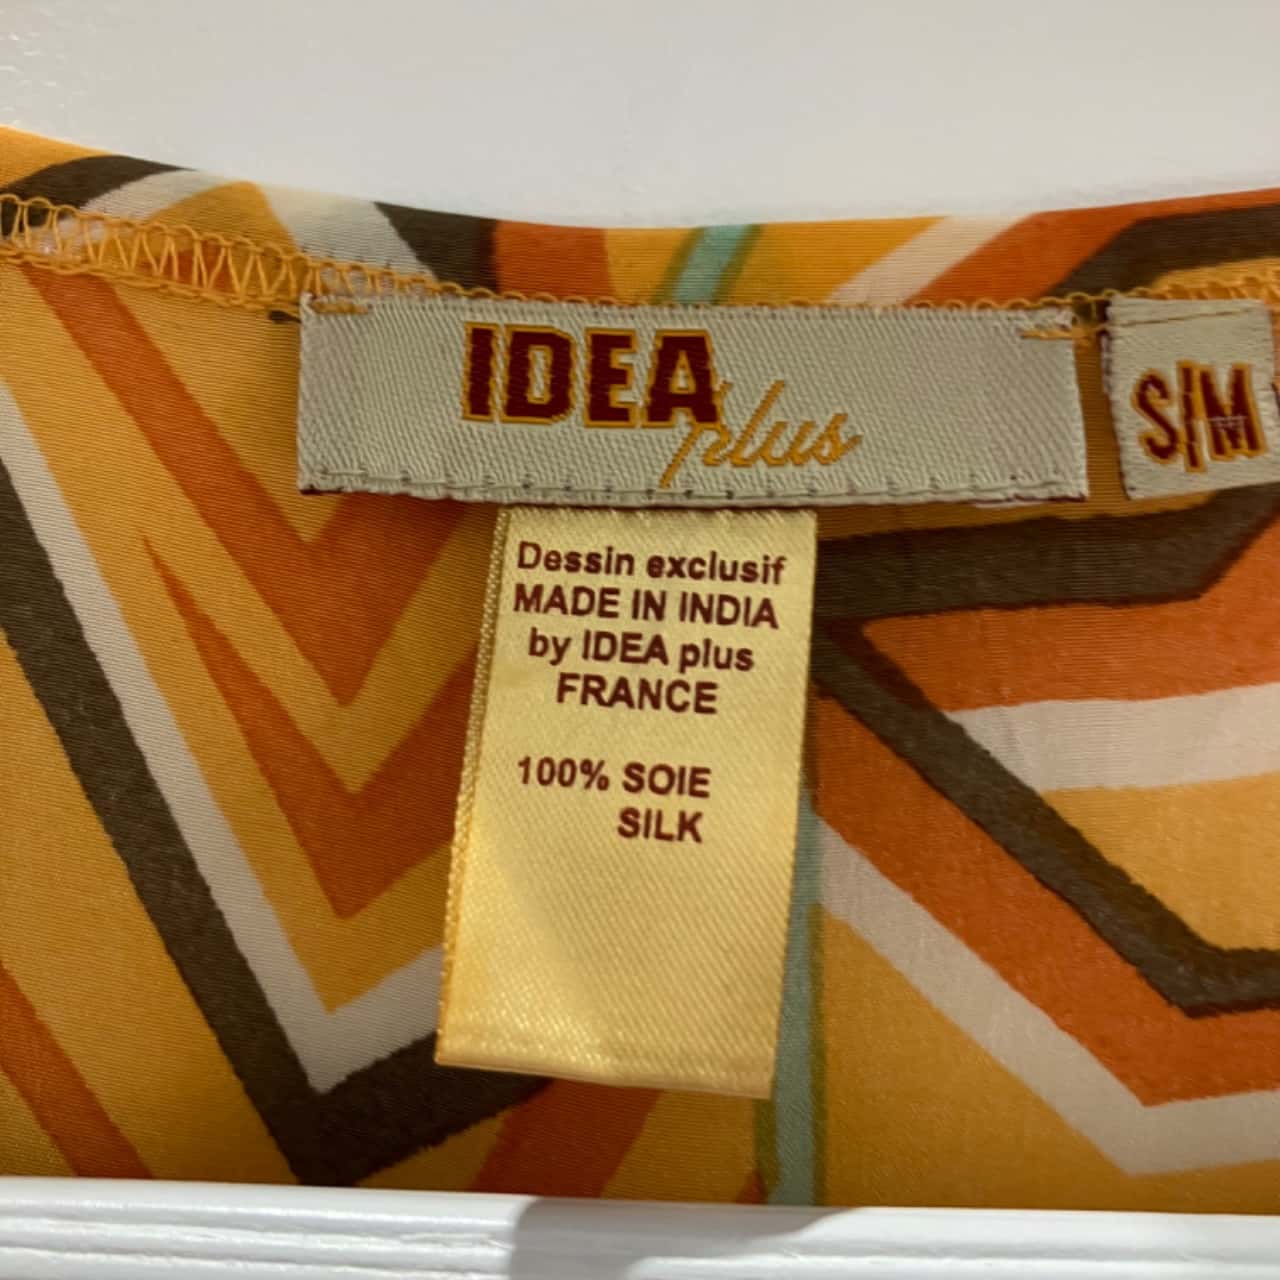 IDEA plus
S/M
Dessin exclusif
MADE IN INDIA
by IDEA plus
FRANCE
100% SOIE
SILK